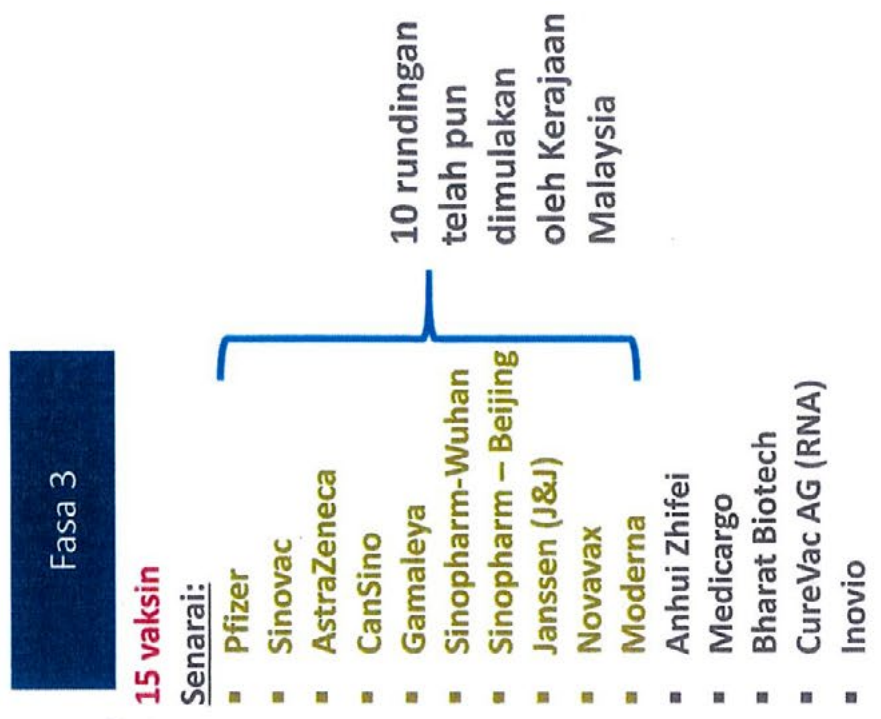 Fasa 3
15 vaksin
Senarai:
▪ Pfizer
▪ Sinovac
▪ AstraZeneca
▪ CanSino
▪ Gamaleya
▪ Sinopharm-Wuhan
▪ Sinopharm – Beijing
▪ Janssen (J&J)
▪ Novavax
▪ Moderna
▪ Anhui Zhifei
▪ Medicargo
▪ Bharat Biotech
▪ CureVac AG (RNA)
▪ Inovio
10 rundingan
telah pun
dimulakan
oleh Kerajaan
Malaysia